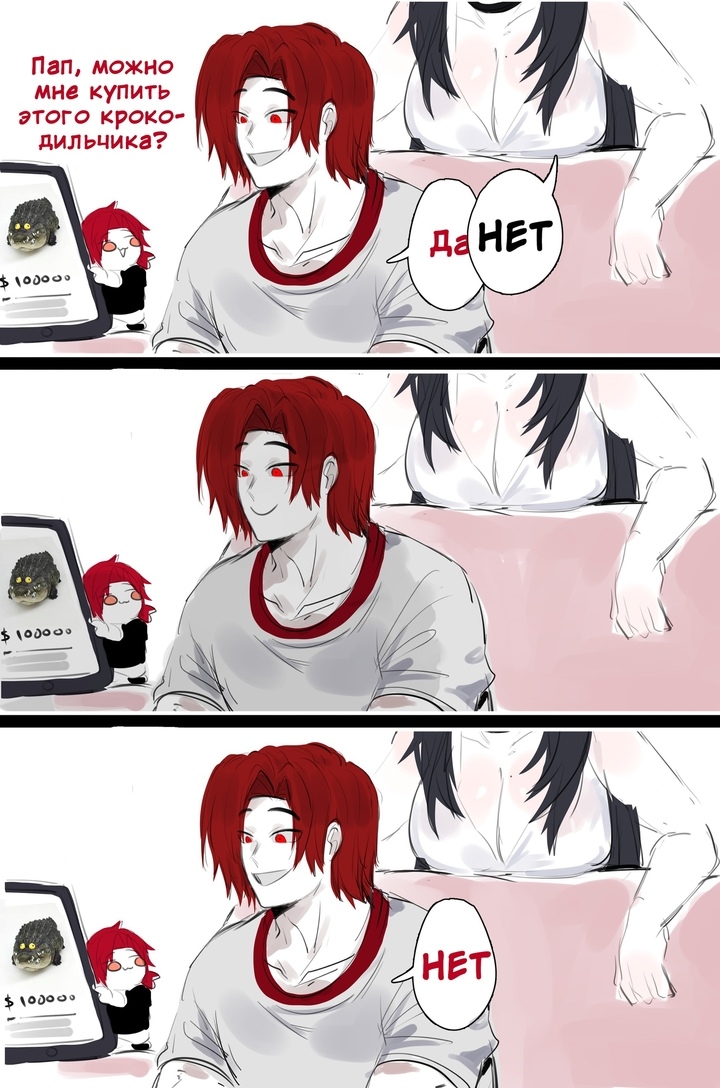 Пап, можно
мне купить
этого кроко-
дильчика?
$ 100000
Да
НЕТ
$ 100000
$ 100000
НЕТ